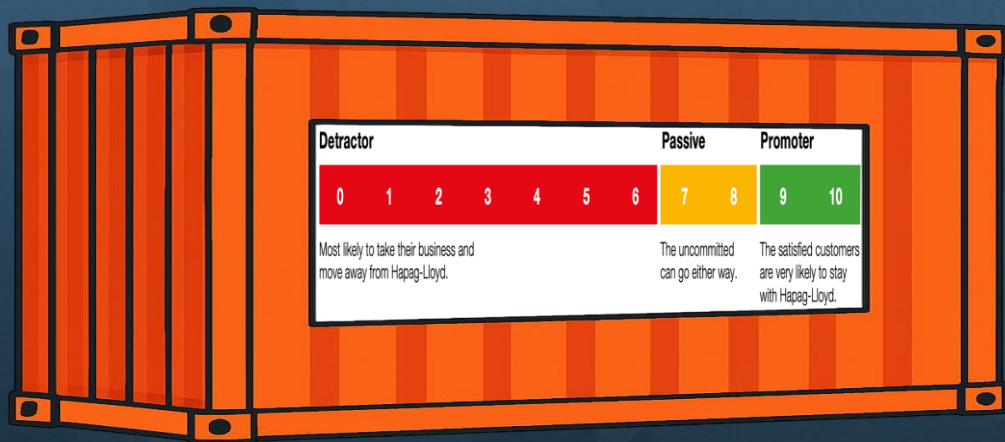 Detractor Passive Promoter
0 1 2 3 4 5 6 7 8 9 10
Most likely to take their business and
move away from Hapag-Lloyd.
The uncommitted
can go either way.
The satisfied customers
are very likely to stay
with Hapag-Lloyd.